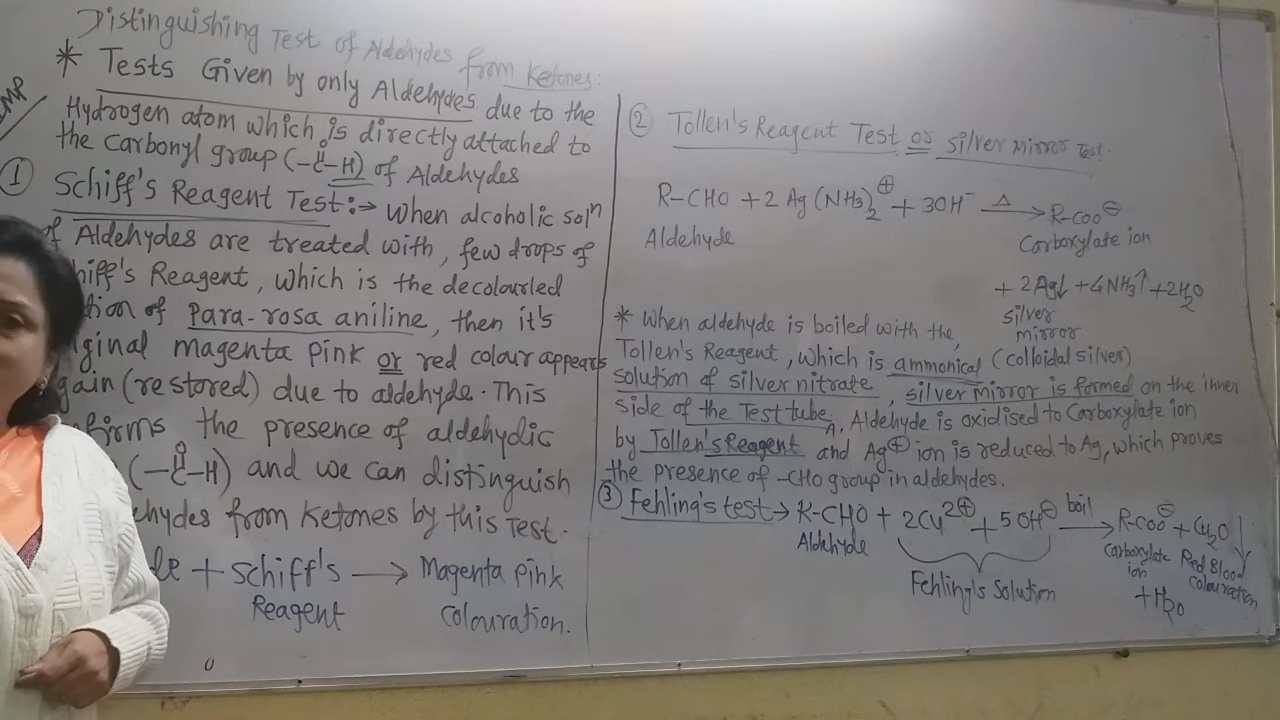 Distinguishing Test of Aldehydes from Ketones:
* Tests Given by only Aldehydes due to the
IMP
Hydrogen atom which is directly attached to
the carbonyl group (-C-H) of Aldehydes
O
① Schiff's Reagent Test:→ When alcoholic solⁿ
of Aldehydes are treated with, few drops of
hiff's Reagent, which is the decolourled
tion of Para-rosa aniline, then it's
ginal magenta pink or red colour appears
gain (restored) due to aldehyde. This
firms the presence of aldehydic
(-C-H) and we can distinguish
O
ehydes from Ketones by this Test.
de + Schiff's → Magenta pink
Reagent Colouration.
② Tollen's Reagent Test or Silver Mirror Test.
R-CHO + 2 Ag(NH3)2⊕ + 3OH⁻ △→ R-COO⊖
Aldehyde Carboxylate ion
+ 2Ag↓ + 4NH3↑ + 2H2O
silver
mirror
* When aldehyde is boiled with the,
Tollen's Reagent, which is ammonical (colloidal silver)
solution of silver nitrate, silver mirror is formed on the inner
side of the Test tube. Aldehyde is oxidised to Carboxylate ion
by Tollen's Reagent and Ag⊕ ion is reduced to Ag, which proves
the presence of -CHO group in aldehydes.
③ Fehling's test → R-CHO + 2Cu2⊕ + 5OH⊖ boil→ R-COO⊖ + Cu2O↓
Aldehyde Carboxylate ion Red Blood colouration
Fehling's Solution + H2O